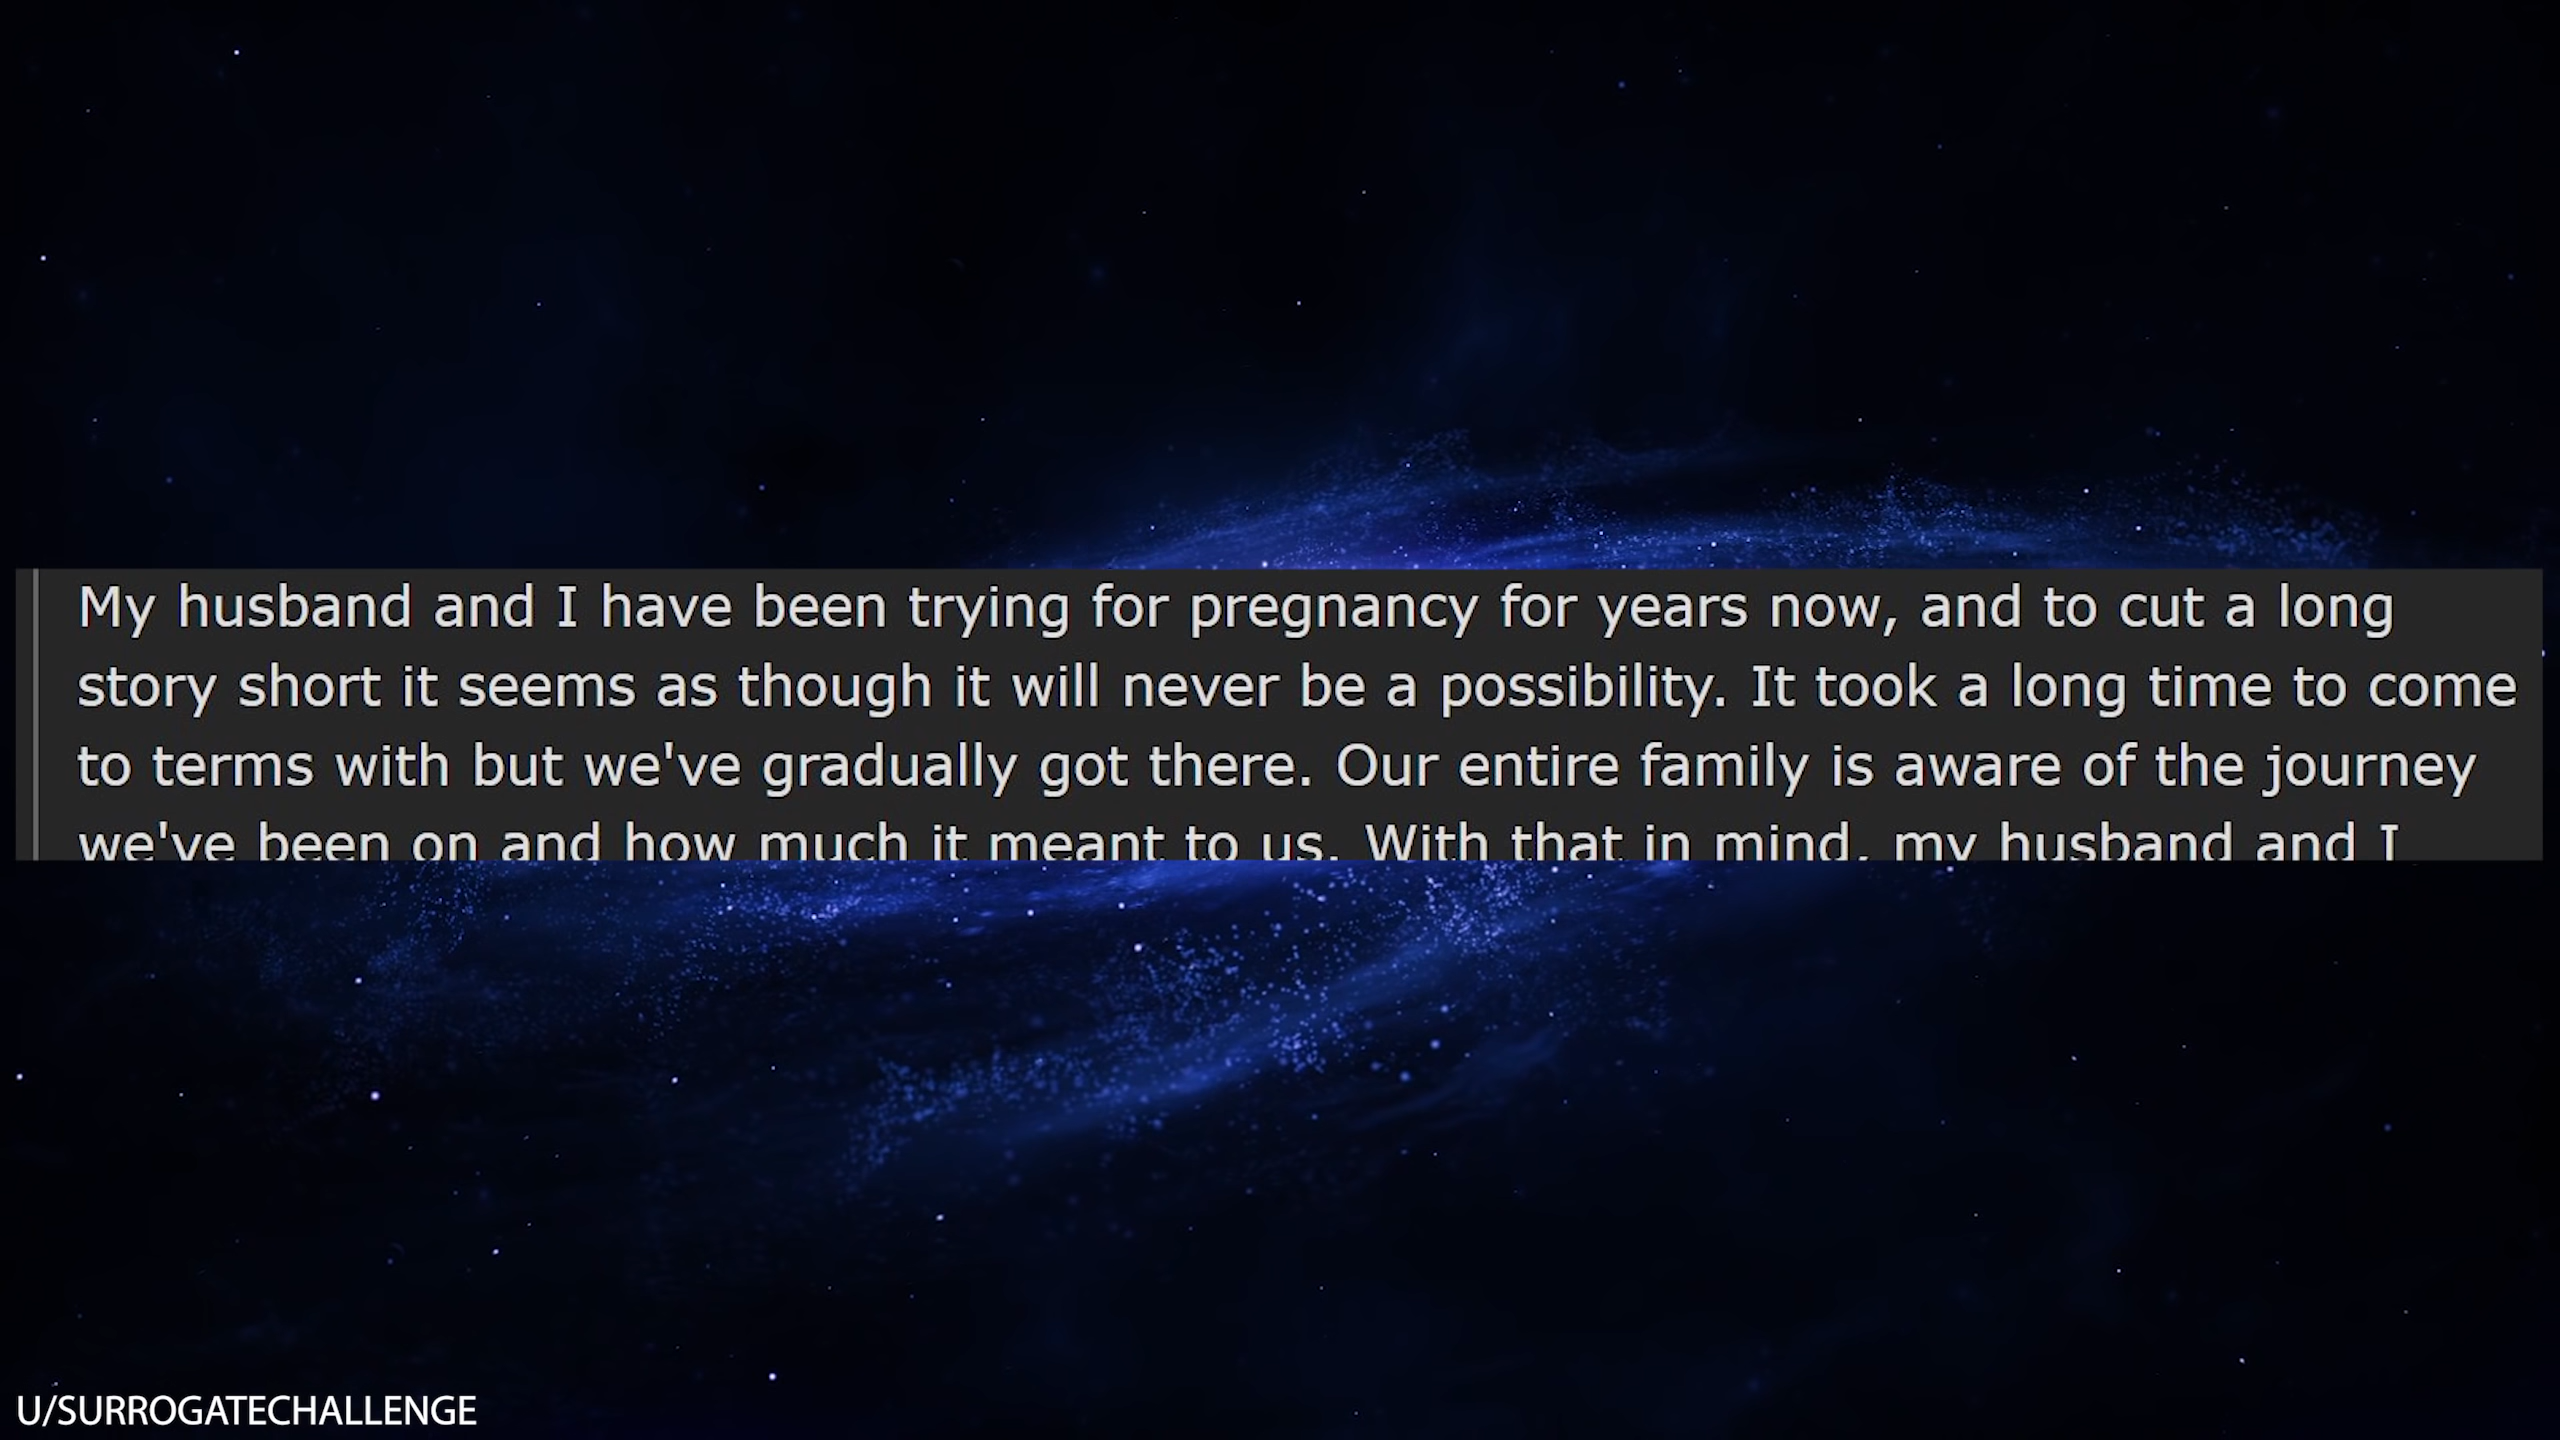 My husband and I have been trying for pregnancy for years now, and to cut a long
story short it seems as though it will never be a possibility. It took a long time to come
to terms with but we've gradually got there. Our entire family is aware of the journey
we've been on and how much it meant to us. With that in mind, my husband and I
U/SURROGATECHALLENGE